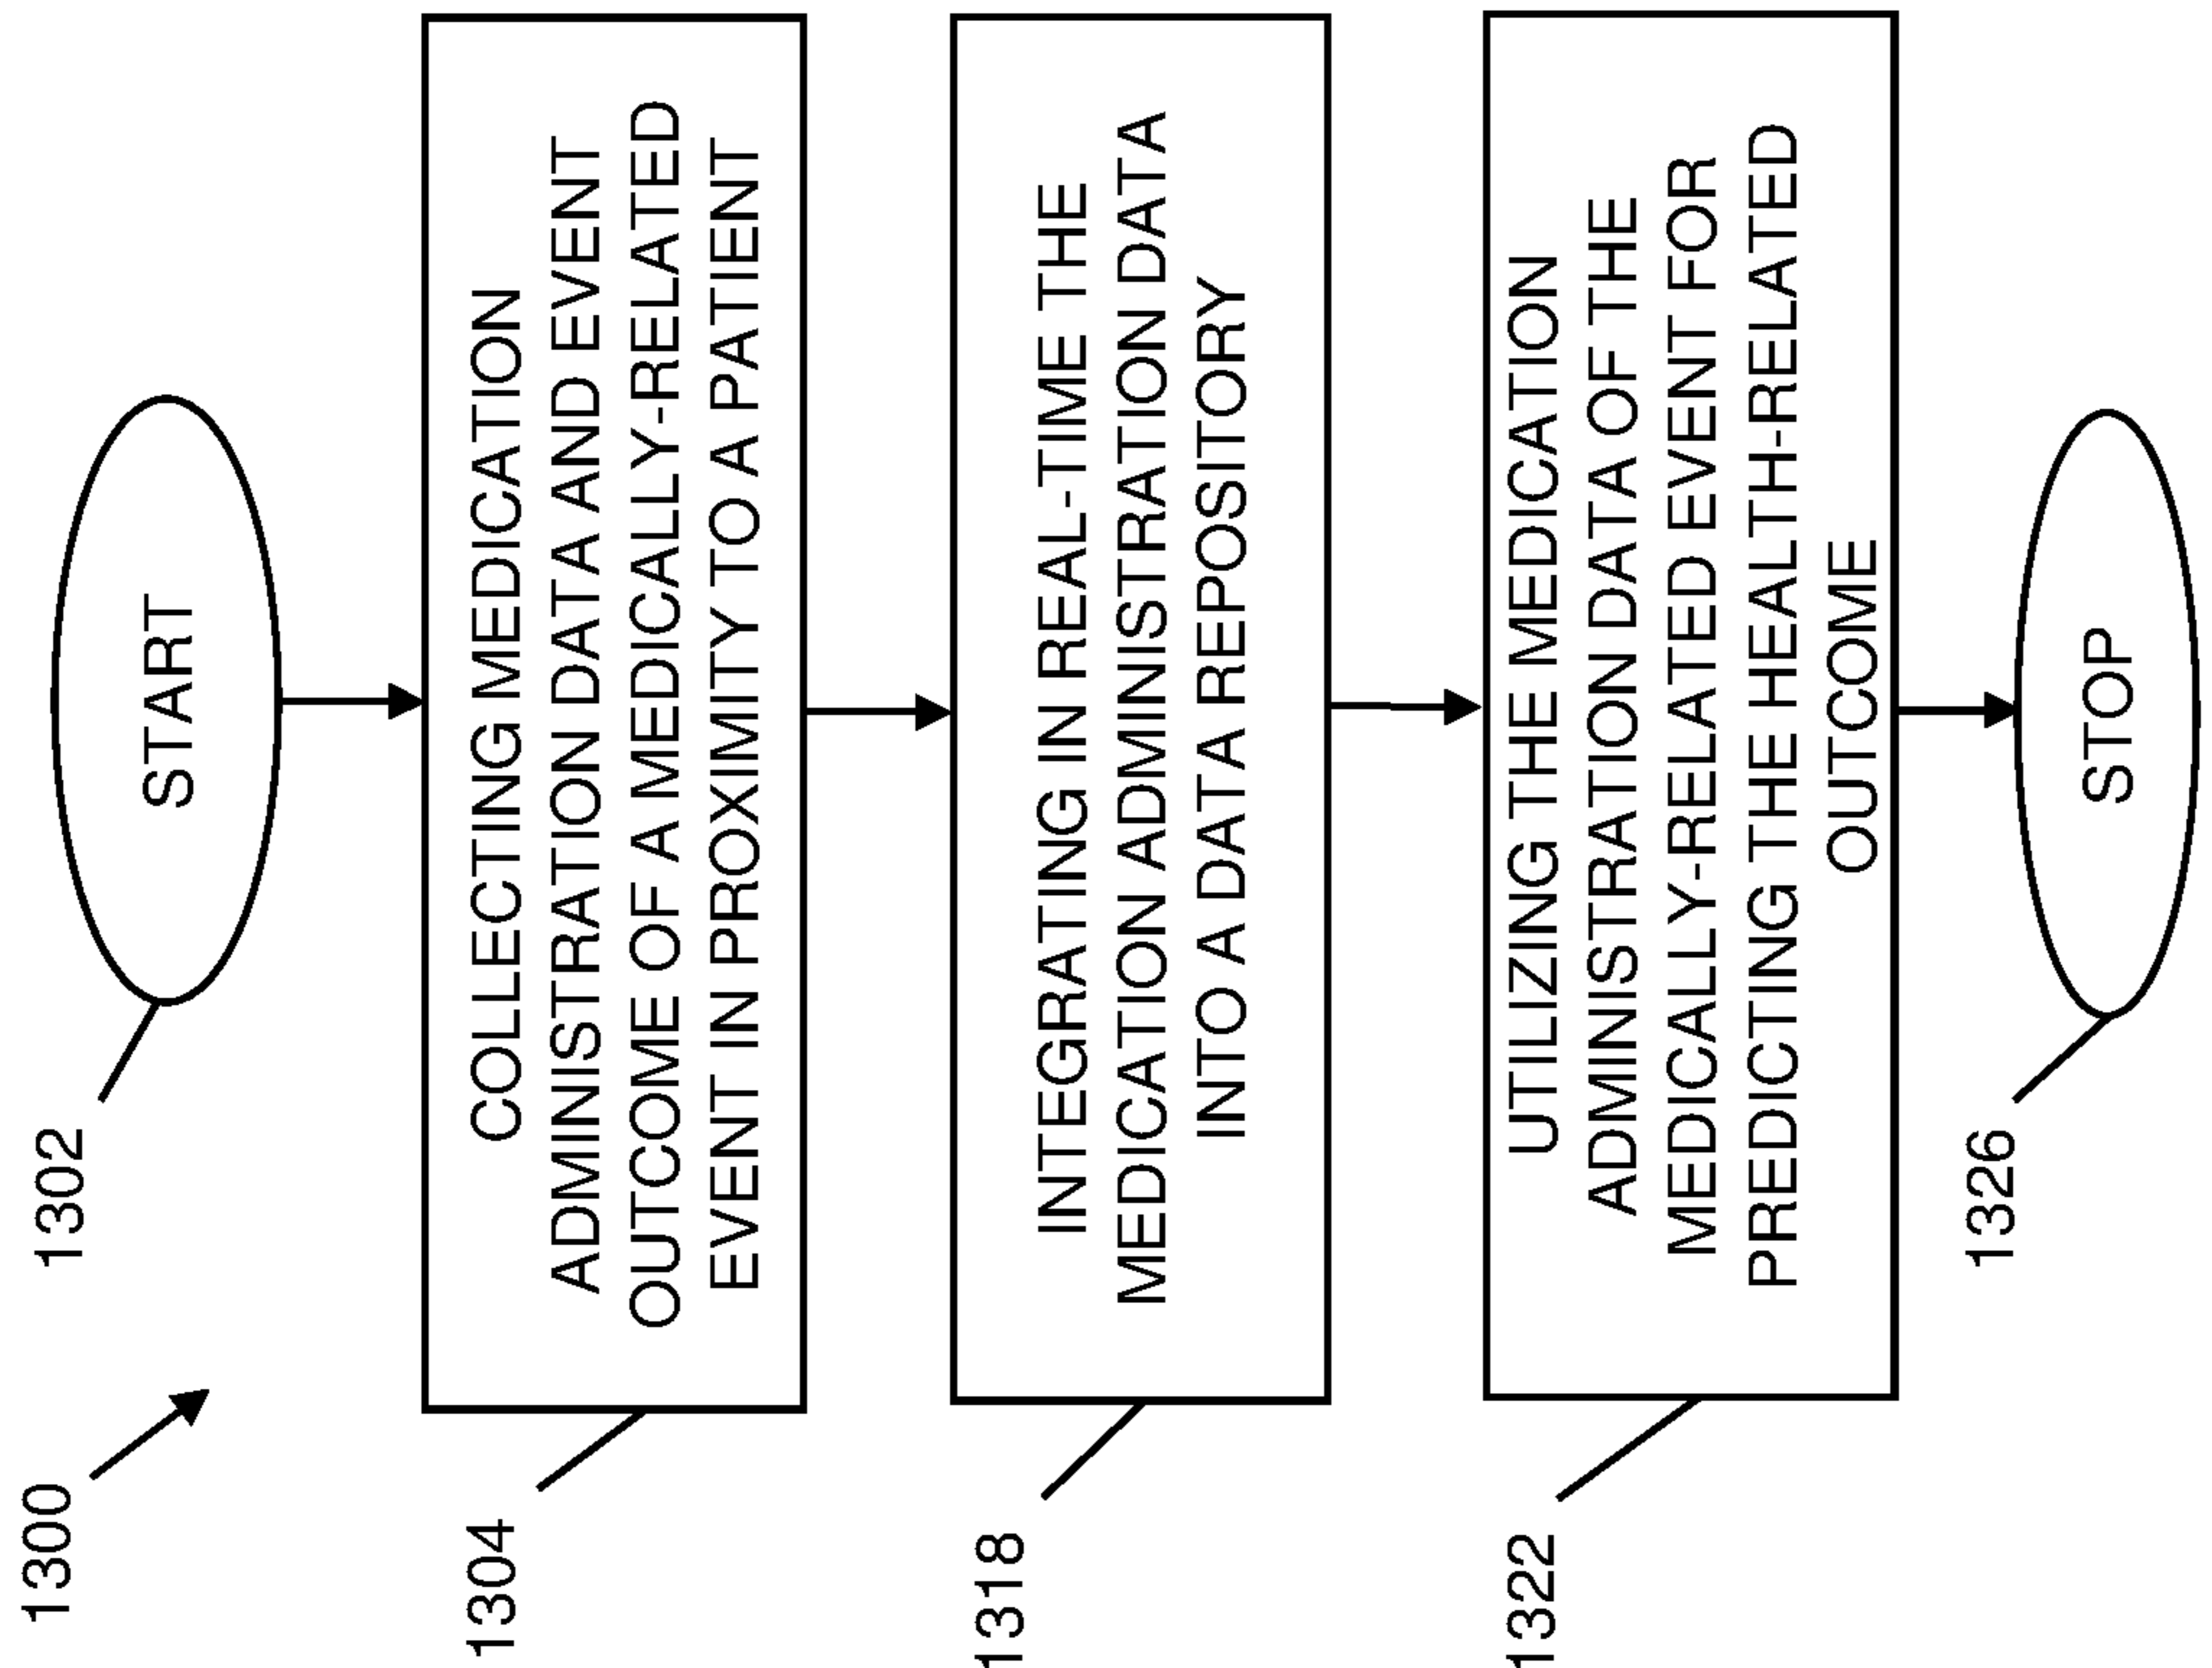 1300
1302
START
1304
COLLECTING MEDICATION
ADMINISTRATION DATA AND EVENT
OUTCOME OF A MEDICALLY-RELATED
EVENT IN PROXIMITY TO A PATIENT
1318
INTEGRATING IN REAL-TIME THE
MEDICATION ADMINISTRATION DATA
INTO A DATA REPOSITORY
1322
UTILIZING THE MEDICATION
ADMINISTRATION DATA OF THE
MEDICALLY-RELATED EVENT FOR
PREDICTING THE HEALTH-RELATED
OUTCOME
1326
STOP